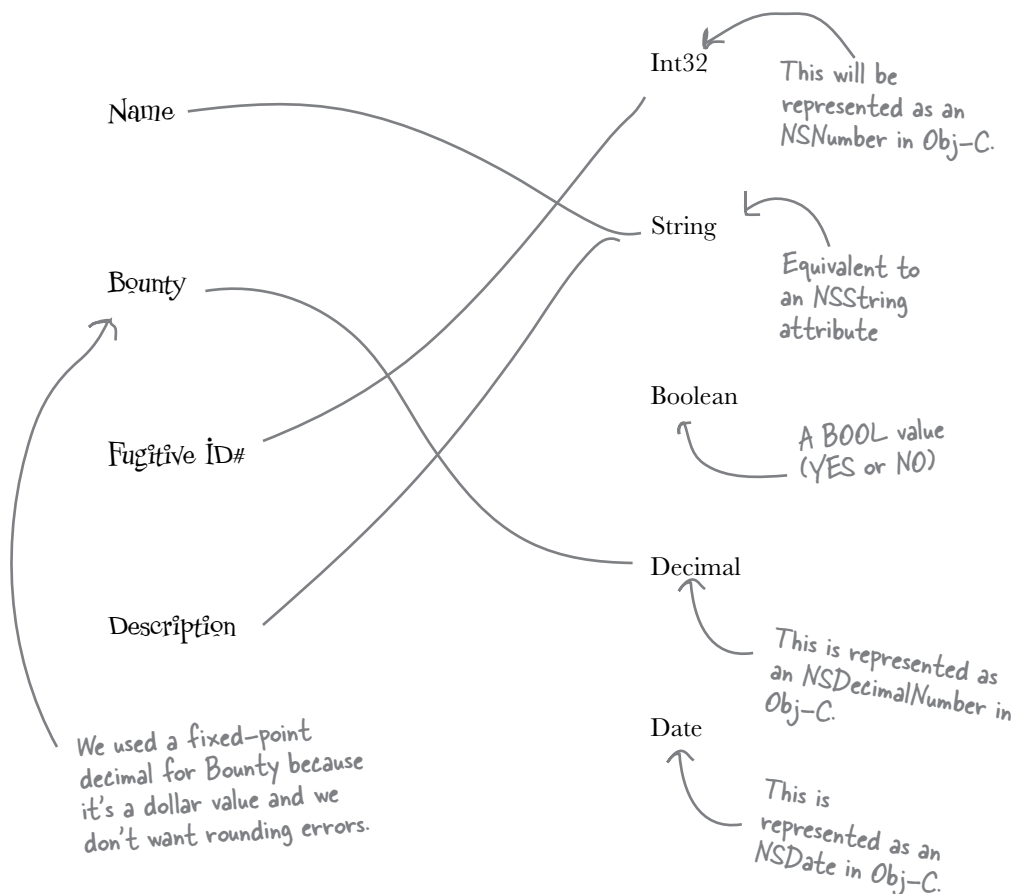 Int32
This will be
represented as an
NSNumber in Obj-C.
Name
String
Equivalent to
an NSString
attribute
Bounty
Boolean
A BOOL value
(YES or NO)
Fugitive ID#
Decimal
This is represented as
an NSDecimalNumber in
Obj-C.
Description
Date
This is
represented as an
NSDate in Obj-C.
We used a fixed-point
decimal for Bounty because
it's a dollar value and we
don't want rounding errors.